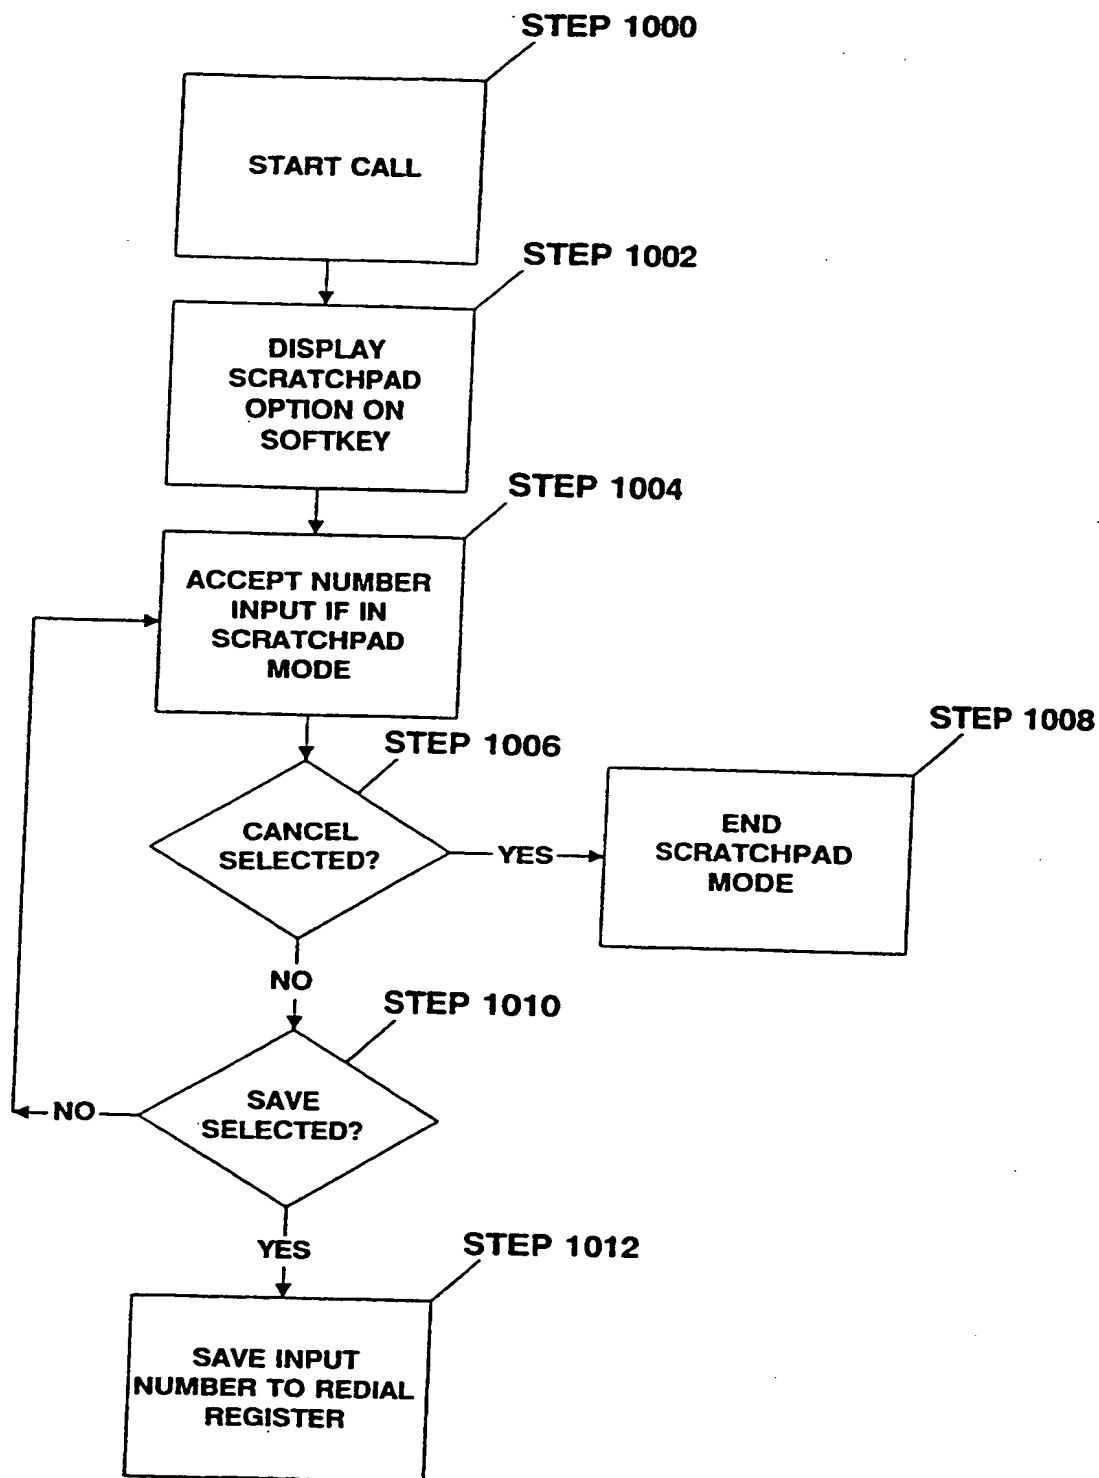 STEP 1000
START CALL
STEP 1002
DISPLAY
SCRATCHPAD
OPTION ON
SOFTKEY
STEP 1004
ACCEPT NUMBER
INPUT IF IN
SCRATCHPAD
MODE
STEP 1006
CANCEL
SELECTED?
YES
STEP 1008
END
SCRATCHPAD
MODE
NO
STEP 1010
SAVE
SELECTED?
NO
YES
STEP 1012
SAVE INPUT
NUMBER TO REDIAL
REGISTER